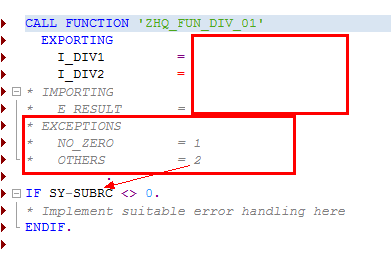 CALL FUNCTION 'ZHQ_FUN_DIV_01'
EXPORTING
I_DIV1 =
I_DIV2 =
* IMPORTING
* E_RESULT =
* EXCEPTIONS
* NO_ZERO = 1
* OTHERS = 2
.
IF SY-SUBRC <> 0.
* Implement suitable error handling here
ENDIF.